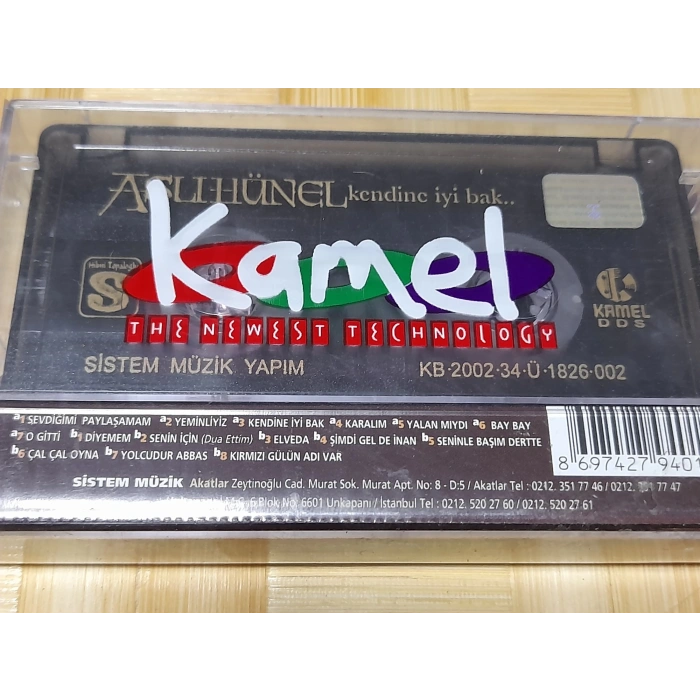 ASLI HÜNEL kendine iyi bak..
Kamel
THE NEWEST TECHNOLOGY
S
KAMEL
DDS
SİSTEM MÜZİK YAPIM KB·2002·34·Ü·1826·002
a1 SEVDİĞİMİ PAYLAŞAMAM a2 YEMİNLİYİZ a3 KENDİNE İYİ BAK a4 KARALIM a5 YALAN MIYDI a6 BAY BAY
a7 O GİTTİ b1 DİYEMEM b2 SENİN İÇİN (Dua Ettim) b3 ELVEDA b4 ŞİMDİ GEL DE İNAN b5 SENİNLE BAŞIM DERTTE
b6 ÇAL ÇAL OYNA b7 YOLCUDUR ABBAS b8 KIRMIZI GÜLÜN ADI VAR
8 697427 9401
SİSTEM MÜZİK Akatlar Zeytinoğlu Cad. Murat Sok. Murat Apt. No: 8 - D:5 / Akatlar Tel : 0212. 351 77 46 / 0212. 351 77 47
6 Blok No: 6601 Unkapanı / İstanbul Tel : 0212. 520 27 60 / 0212. 520 27 61